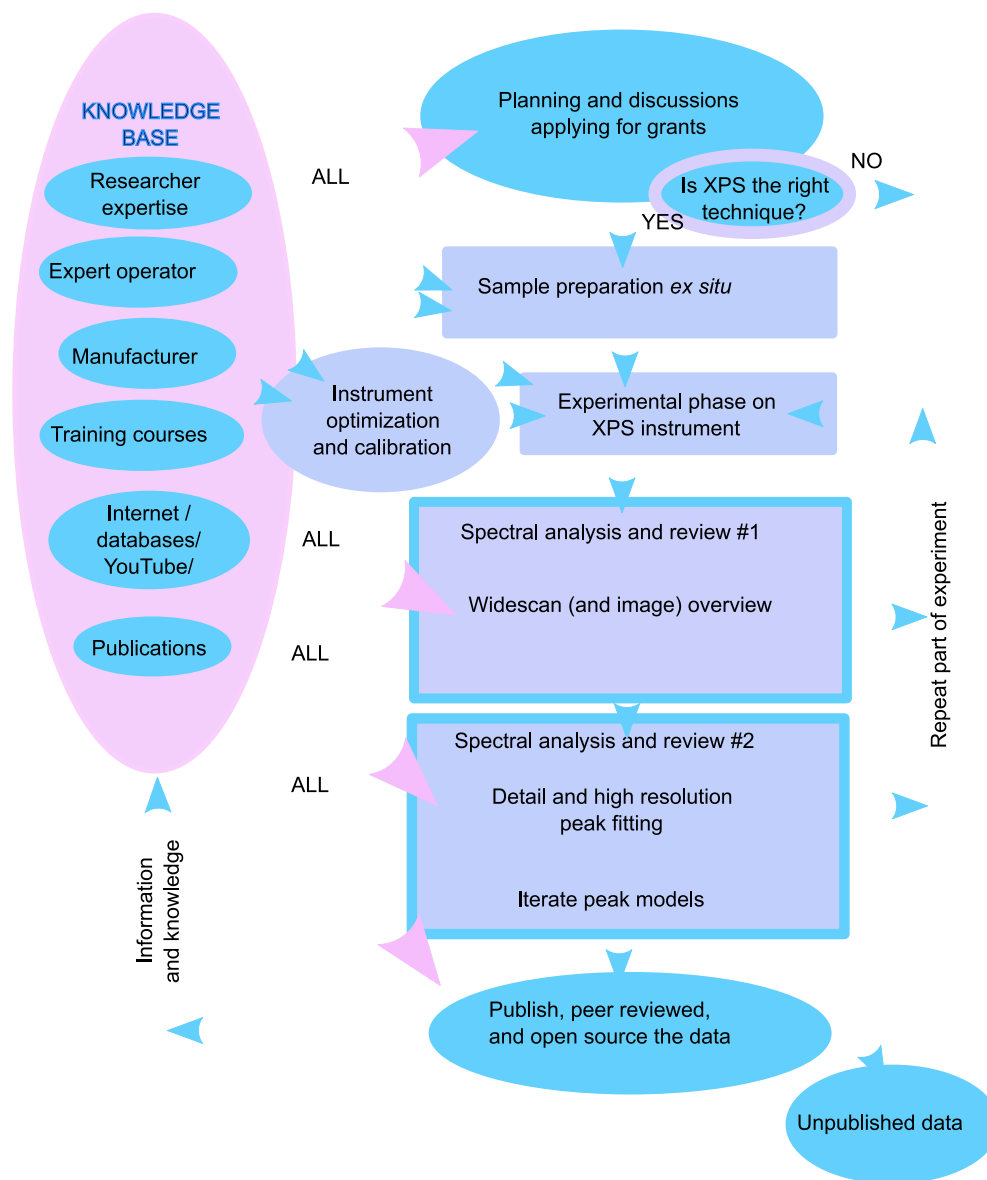 KNOWLEDGE
BASE
Researcher
expertise
Expert operator
Manufacturer
Training courses
Internet /
databases/
YouTube/
Publications
Information
and knowledge
ALL
Planning and discussions
applying for grants
Is XPS the right
technique?
NO
YES
Sample preparation ex situ
Instrument
optimization
and calibration
Experimental phase on
XPS instrument
ALL
Spectral analysis and review #1
Widescan (and image) overview
ALL
Spectral analysis and review #2
ALL
Detail and high resolution
peak fitting
Iterate peak models
Repeat part of experiment
Publish, peer reviewed,
and open source the data
Unpublished data